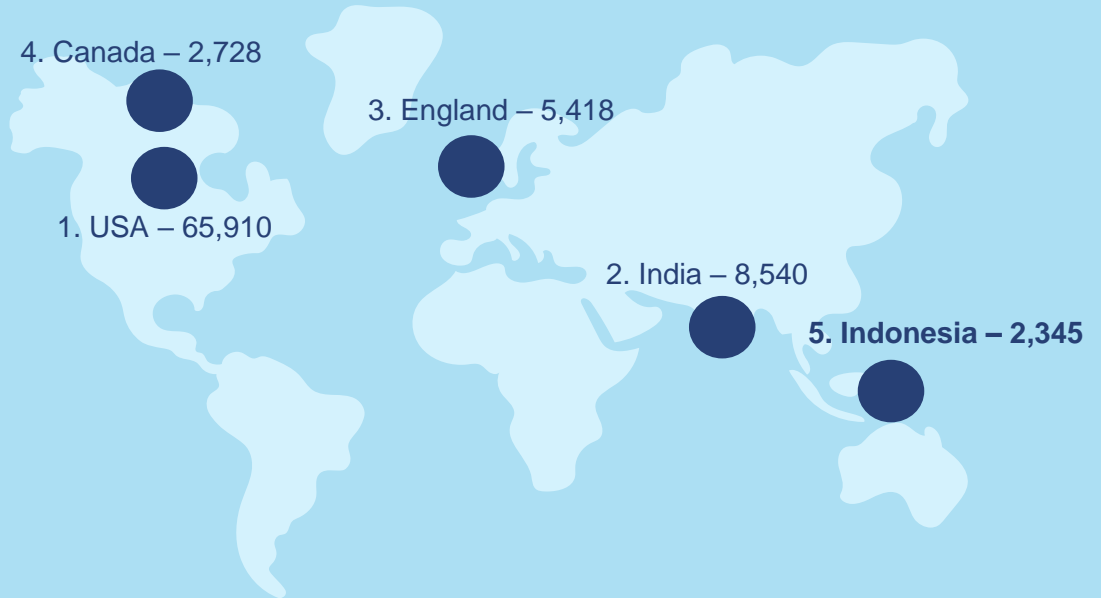 4. Canada – 2,728
3. England – 5,418
1. USA – 65,910
2. India – 8,540
5. Indonesia – 2,345